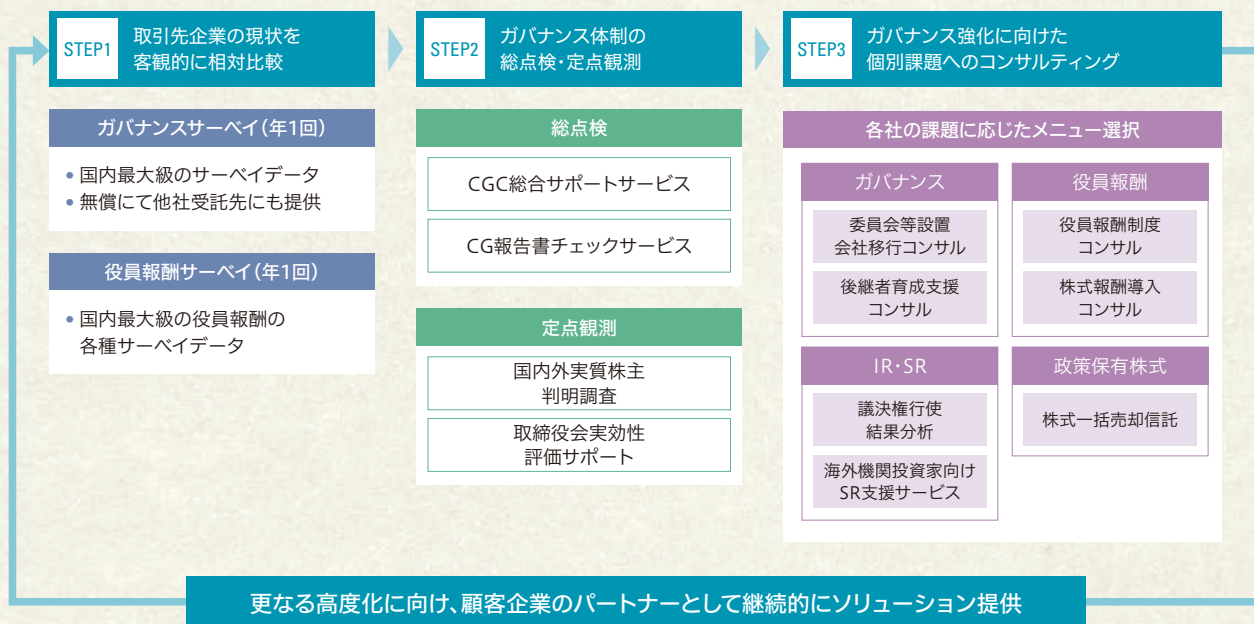 STEP1
取引先企業の現状を
客観的に相対比較
ガバナンスサーベイ(年1回)
• 国内最大級のサーベイデータ
• 無償にて他社受託先にも提供
役員報酬サーベイ(年1回)
• 国内最大級の役員報酬の
各種サーベイデータ
STEP2
ガバナンス体制の
総点検・定点観測
総点検
CGC総合サポートサービス
CG報告書チェックサービス
定点観測
国内外実質株主
判明調査
取締役会実効性
評価サポート
STEP3
ガバナンス強化に向けた
個別課題へのコンサルティング
各社の課題に応じたメニュー選択
ガバナンス
委員会等設置
会社移行コンサル
後継者育成支援
コンサル
役員報酬
役員報酬制度
コンサル
株式報酬導入
コンサル
IR・SR
議決権行使
結果分析
海外機関投資家向け
SR支援サービス
政策保有株式
株式一括売却信託
更なる高度化に向け、顧客企業のパートナーとして継続的にソリューション提供